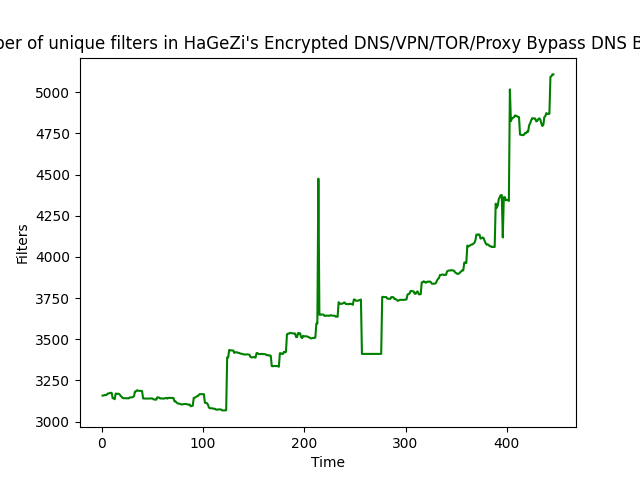 ber of unique filters in HaGeZi's Encrypted DNS/VPN/TOR/Proxy Bypass DNS B
5000
4750
4500
4250
4000
3750
3500
3250
3000
Filters
0 100 200 300 400
Time